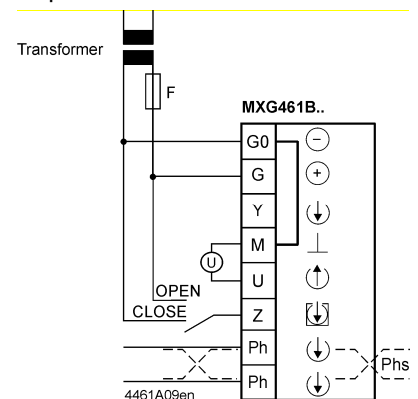 Transformer
F
MXG461B..
G0
G
Y
M
U
U
OPEN
CLOSE
Z
Ph
Phs
Ph
4461A09en